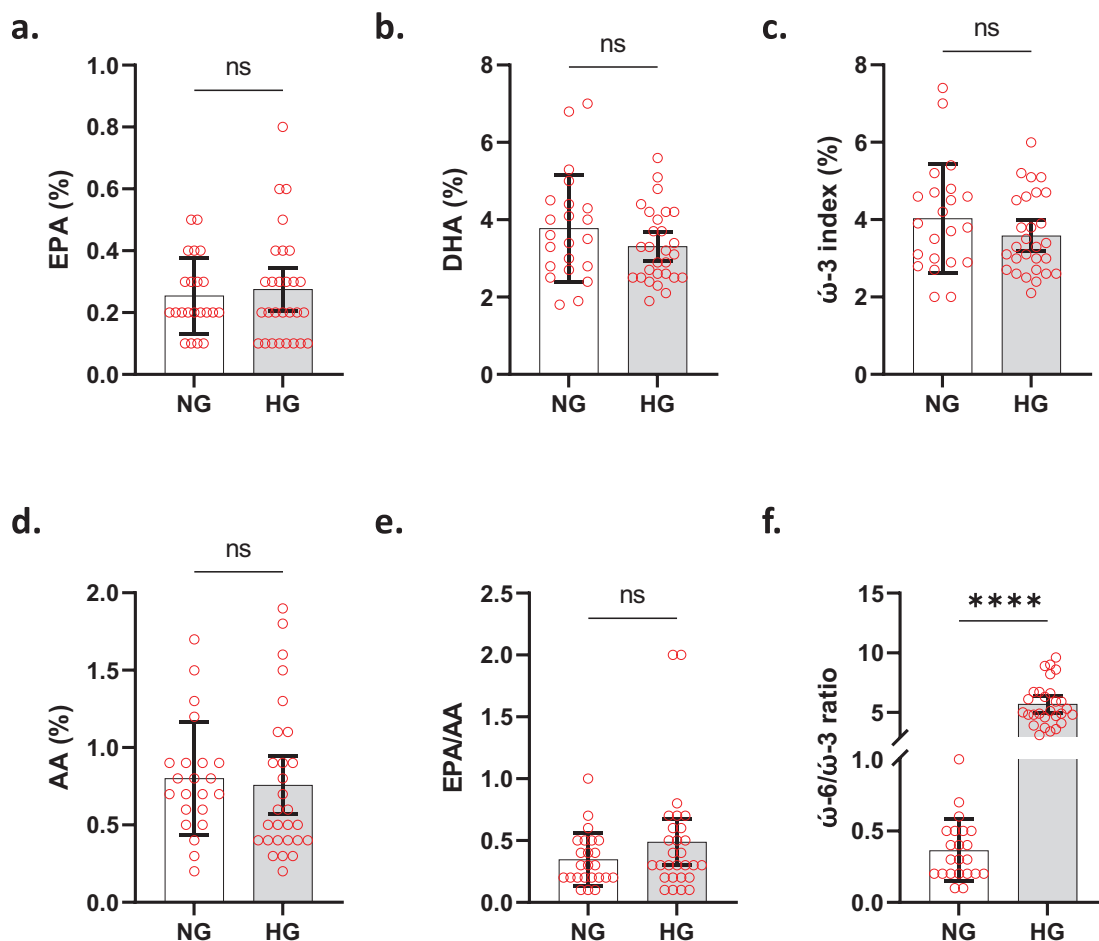 a.
ns
EPA (%)
1.0
0.8
0.6
0.4
0.2
0.0
NG HG
b.
ns
DHA (%)
8
6
4
2
0
NG HG
c.
ns
ώ-3 index (%)
8
6
4
2
0
NG HG
d.
ns
AA (%)
2.0
1.5
1.0
0.5
0.0
NG HG
e.
ns
EPA/AA
2.5
2.0
1.5
1.0
0.5
0.0
NG HG
f.
****
ώ-6/ώ-3 ratio
15
10
5
1.0
0.5
0.0
NG HG